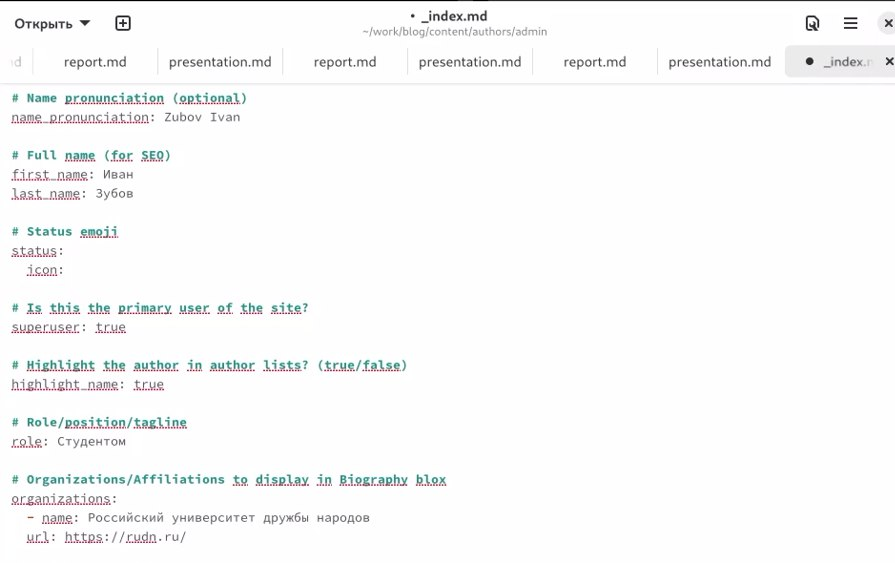 Открыть
• _index.md
~/work/blog/content/authors/admin
report.md
presentation.md
report.md
presentation.md
report.md
presentation.md
• _index.
# Name pronunciation (optional)
name_pronunciation: Zubov Ivan
# Full name (for SEO)
first_name: Иван
last_name: Зубов
# Status emoji
status:
icon:
# Is this the primary user of the site?
superuser: true
# Highlight the author in author lists? (true/false)
highlight_name: true
# Role/position/tagline
role: Студентом
# Organizations/Affiliations to display in Biography blox
organizations:
- name: Российский университет дружбы народов
url: https://rudn.ru/